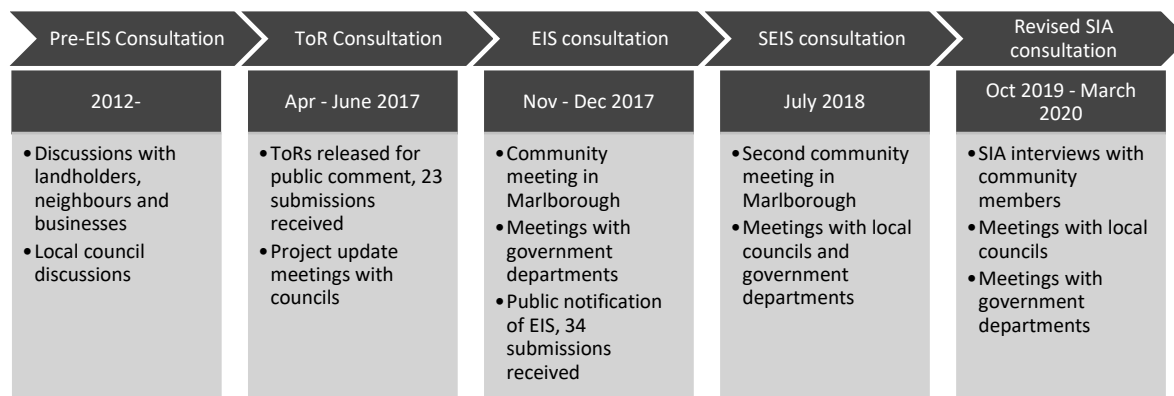 Pre-EIS Consultation
ToR Consultation
EIS consultation
SEIS consultation
Revised SIA
consultation
2012-
•Discussions with
landholders,
neighbours and
businesses
•Local council
discussions
Apr - June 2017
•ToRs released for
public comment, 23
submissions
received
•Project update
meetings with
councils
Nov - Dec 2017
•Community
meeting in
Marlborough
•Meetings with
government
departments
•Public notification
of EIS, 34
submissions
received
July 2018
•Second community
meeting in
Marlborough
•Meetings with local
councils and
government
departments
Oct 2019 - March
2020
•SIA interviews with
community
members
•Meetings with local
councils
•Meetings with
government
departments